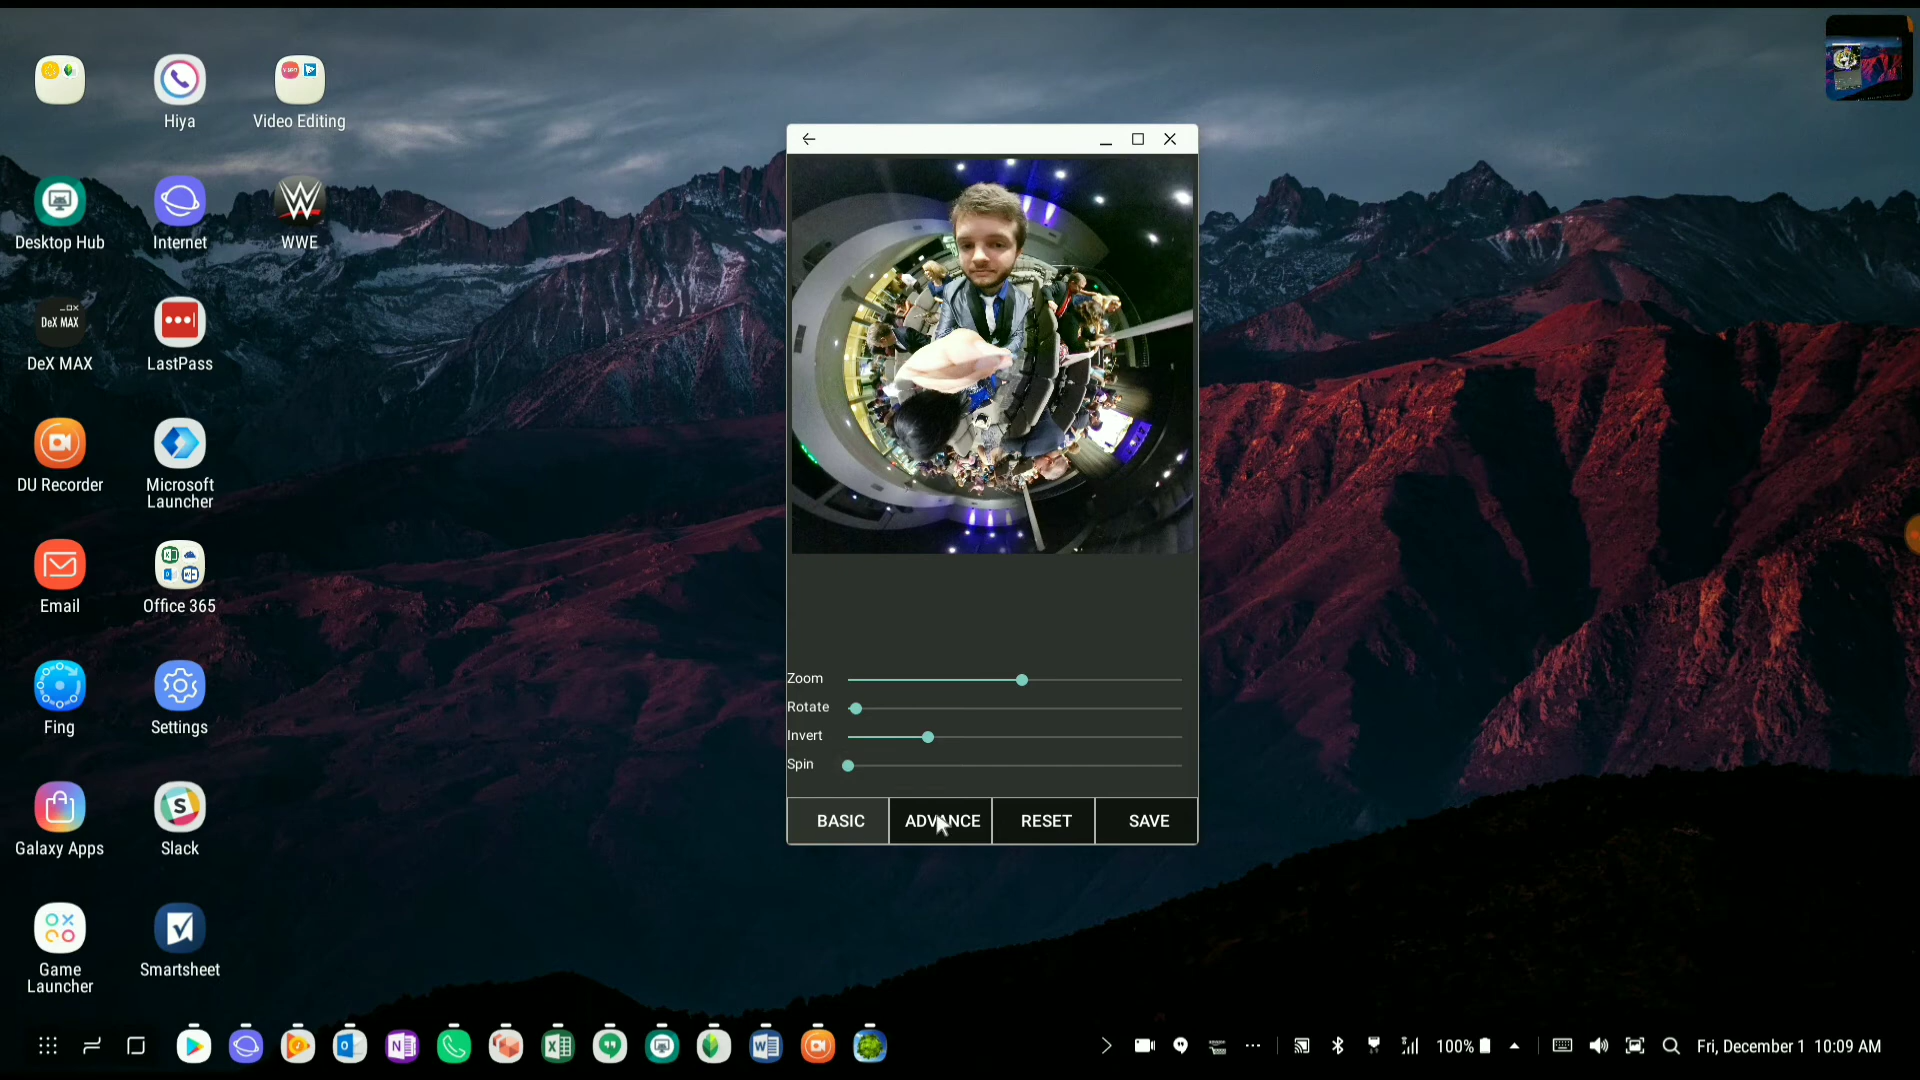 Hiya
Video Editing
Desktop Hub
Internet
WWE
DeX MAX
DeX MAX
LastPass
DU Recorder
Microsoft
Launcher
Email
Office 365
Fing
Settings
Galaxy Apps
Slack
Game
Launcher
Smartsheet
Zoom
Rotate
Invert
Spin
BASIC
ADVANCE
RESET
SAVE
100%
Fri, December 1 10:09 AM